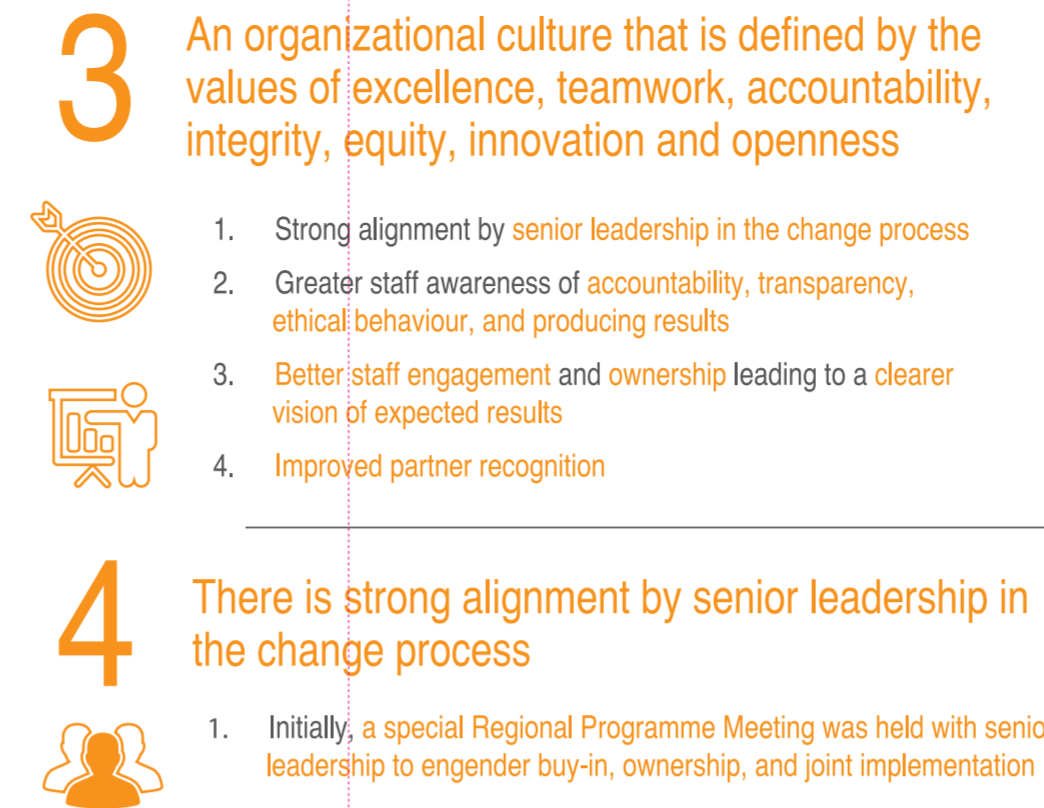 3
An organizational culture that is defined by the
values of excellence, teamwork, accountability,
integrity, equity, innovation and openness
1. Strong alignment by senior leadership in the change process
2. Greater staff awareness of accountability, transparency,
ethical behaviour, and producing results
3. Better staff engagement and ownership leading to a clearer
vision of expected results
4. Improved partner recognition
4
There is strong alignment by senior leadership in
the change process
1. Initially, a special Regional Programme Meeting was held with senio
leadership to engender buy-in, ownership, and joint implementation